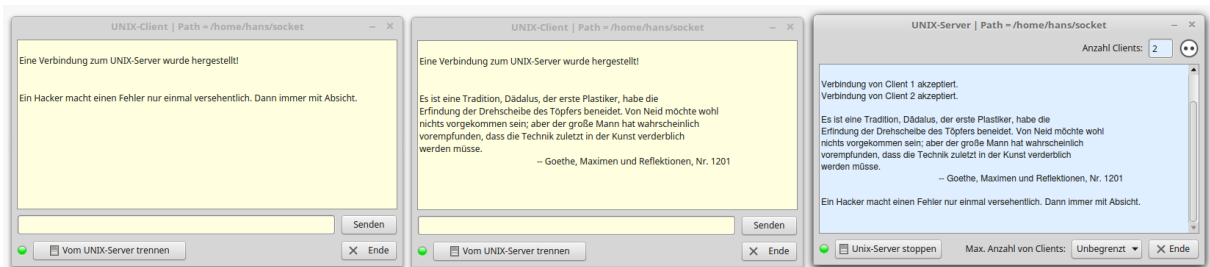 UNIX-Client | Path = /home/hans/socket
Eine Verbindung zum UNIX-Server wurde hergestellt!
Ein Hacker macht einen Fehler nur einmal versehentlich. Dann immer mit Absicht.
Senden
Vom UNIX-Server trennen
Ende
UNIX-Client | Path = /home/hans/socket
Eine Verbindung zum UNIX-Server wurde hergestellt!
Es ist eine Tradition, Dädalus, der erste Plastiker, habe die
Erfindung der Drehscheibe des Töpfers beneidet. Von Neid möchte wohl
nichts vorgekommen sein; aber der große Mann hat wahrscheinlich
vorempfunden, dass die Technik zuletzt in der Kunst verderblich
werden müsse.
-- Goethe, Maximen und Reflektionen, Nr. 1201
Senden
Vom UNIX-Server trennen
Ende
UNIX-Server | Path = /home/hans/socket
Anzahl Clients: 2
Verbindung von Client 1 akzeptiert.
Verbindung von Client 2 akzeptiert.
Es ist eine Tradition, Dädalus, der erste Plastiker, habe die
Erfindung der Drehscheibe des Töpfers beneidet. Von Neid möchte wohl
nichts vorgekommen sein; aber der große Mann hat wahrscheinlich
vorempfunden, dass die Technik zuletzt in der Kunst verderblich
werden müsse.
-- Goethe, Maximen und Reflektionen, Nr. 1201
Ein Hacker macht einen Fehler nur einmal versehentlich. Dann immer mit Absicht.
Unix-Server stoppen
Max. Anzahl von Clients: Unbegrenzt
Ende